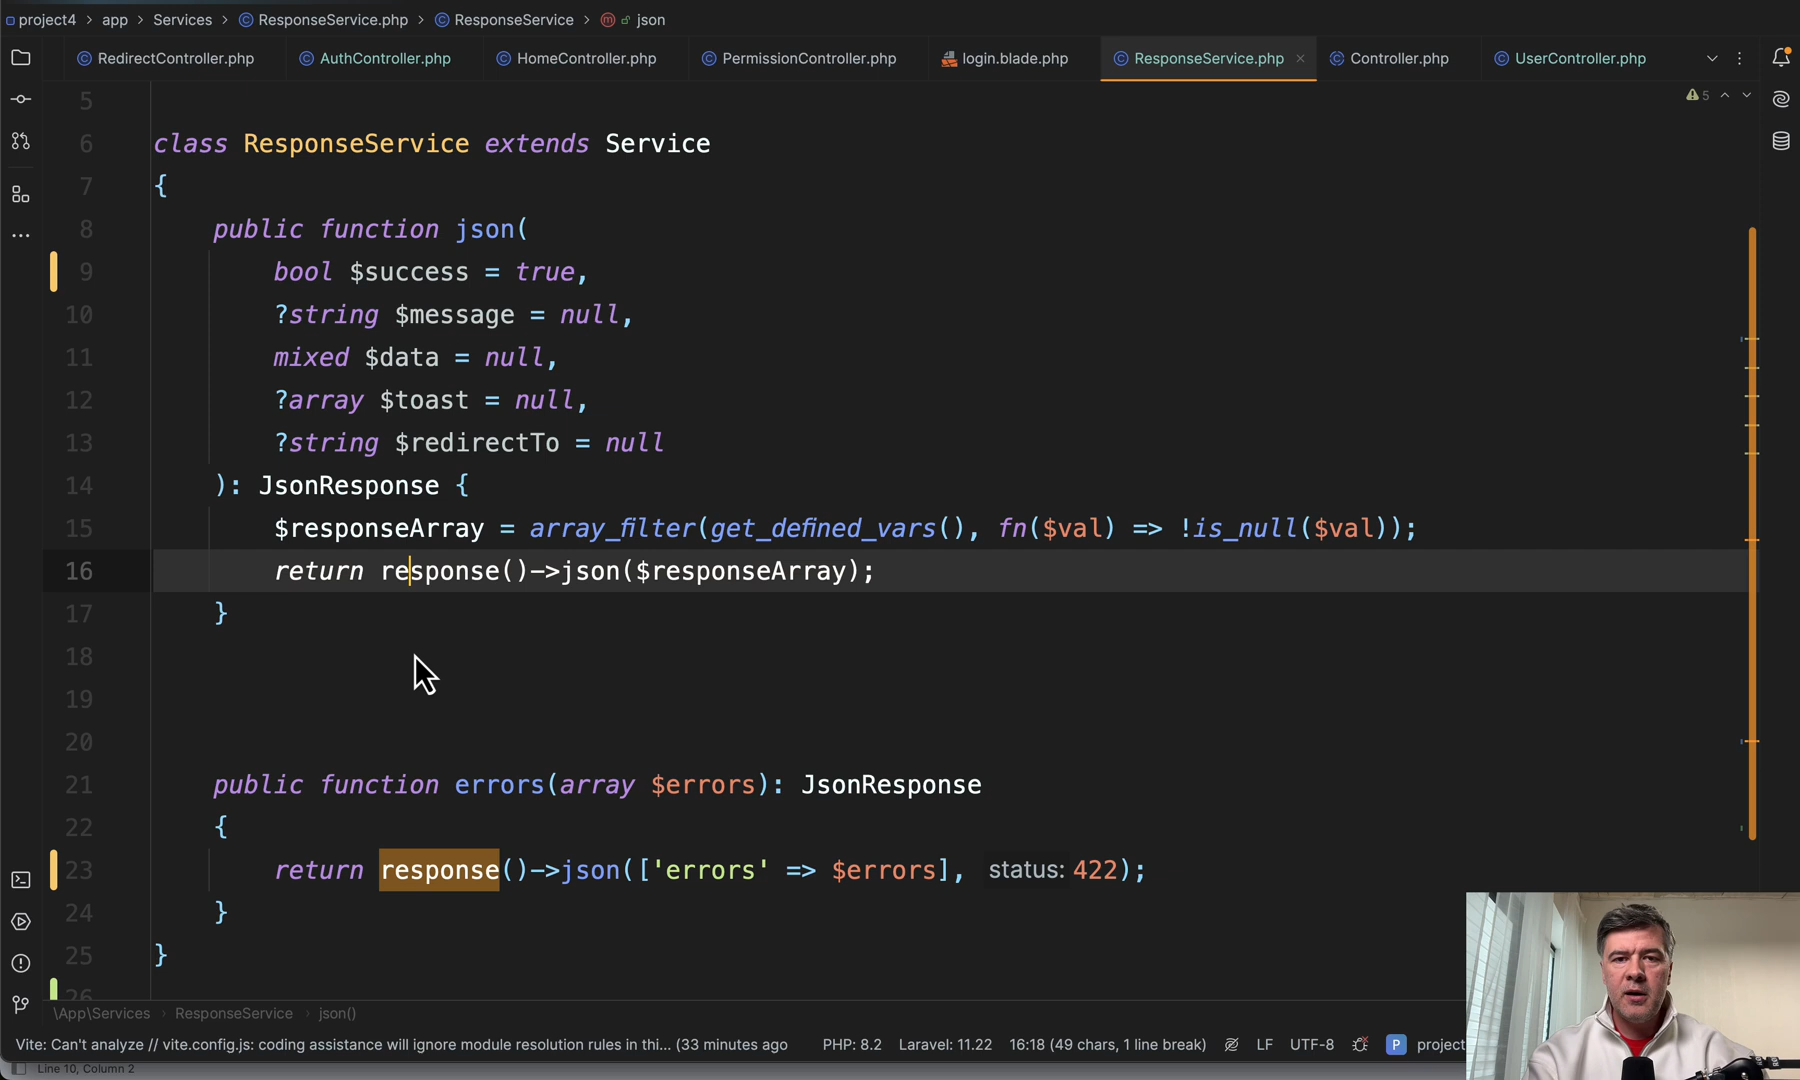 project4 > app > Services > ResponseService.php > ResponseService > m json
RedirectController.php AuthController.php HomeController.php PermissionController.php login.blade.php ResponseService.php × Controller.php UserController.php
5
5
6 class ResponseService extends Service
7 {
8 public function json(
9 bool $success = true,
10 ?string $message = null,
11 mixed $data = null,
12 ?array $toast = null,
13 ?string $redirectTo = null
14 ): JsonResponse {
15 $responseArray = array_filter(get_defined_vars(), fn($val) => !is_null($val));
16 return response()->json($responseArray);
17 }
18
19
20
21 public function errors(array $errors): JsonResponse
22 {
23 return response()->json(['errors' => $errors], status: 422);
24 }
25 }
26
\App\Services > ResponseService > json()
Vite: Can't analyze // vite.config.js: coding assistance will ignore module resolution rules in thi... (33 minutes ago) PHP: 8.2 Laravel: 11.22 16:18 (49 chars, 1 line break) LF UTF-8 P project
Line 10, Column 2